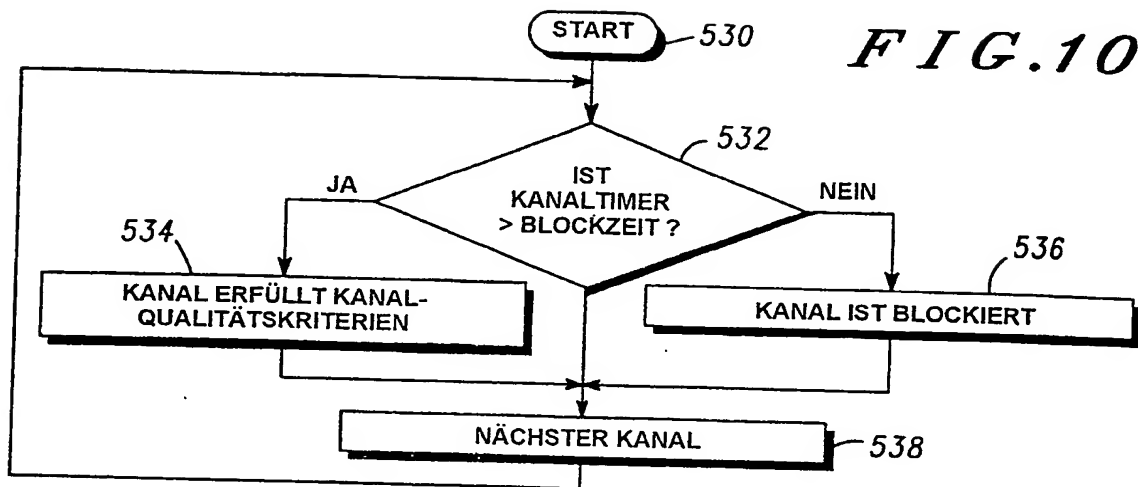 START
530
FIG.10
532
IST
KANALTIMER
> BLOCKZEIT ?
JA
NEIN
534
536
KANAL ERFÜLLT KANAL-
QUALITÄTSKRITERIEN
KANAL IST BLOCKIERT
NÄCHSTER KANAL
538